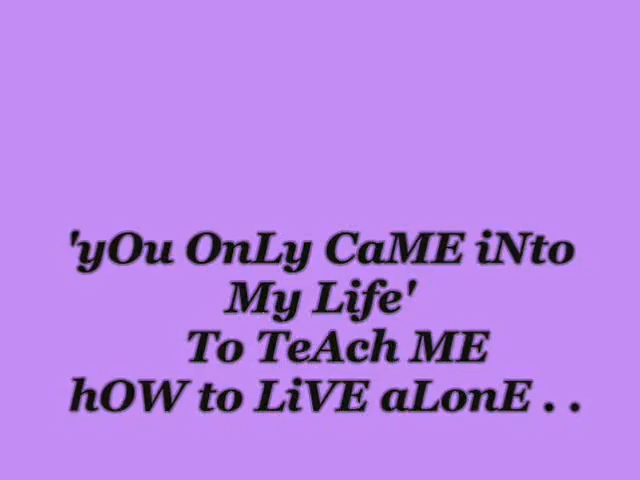 'yOu OnLy CaME iNto
My Life'
To TeAch ME
hOW to LiVE aLonE . .